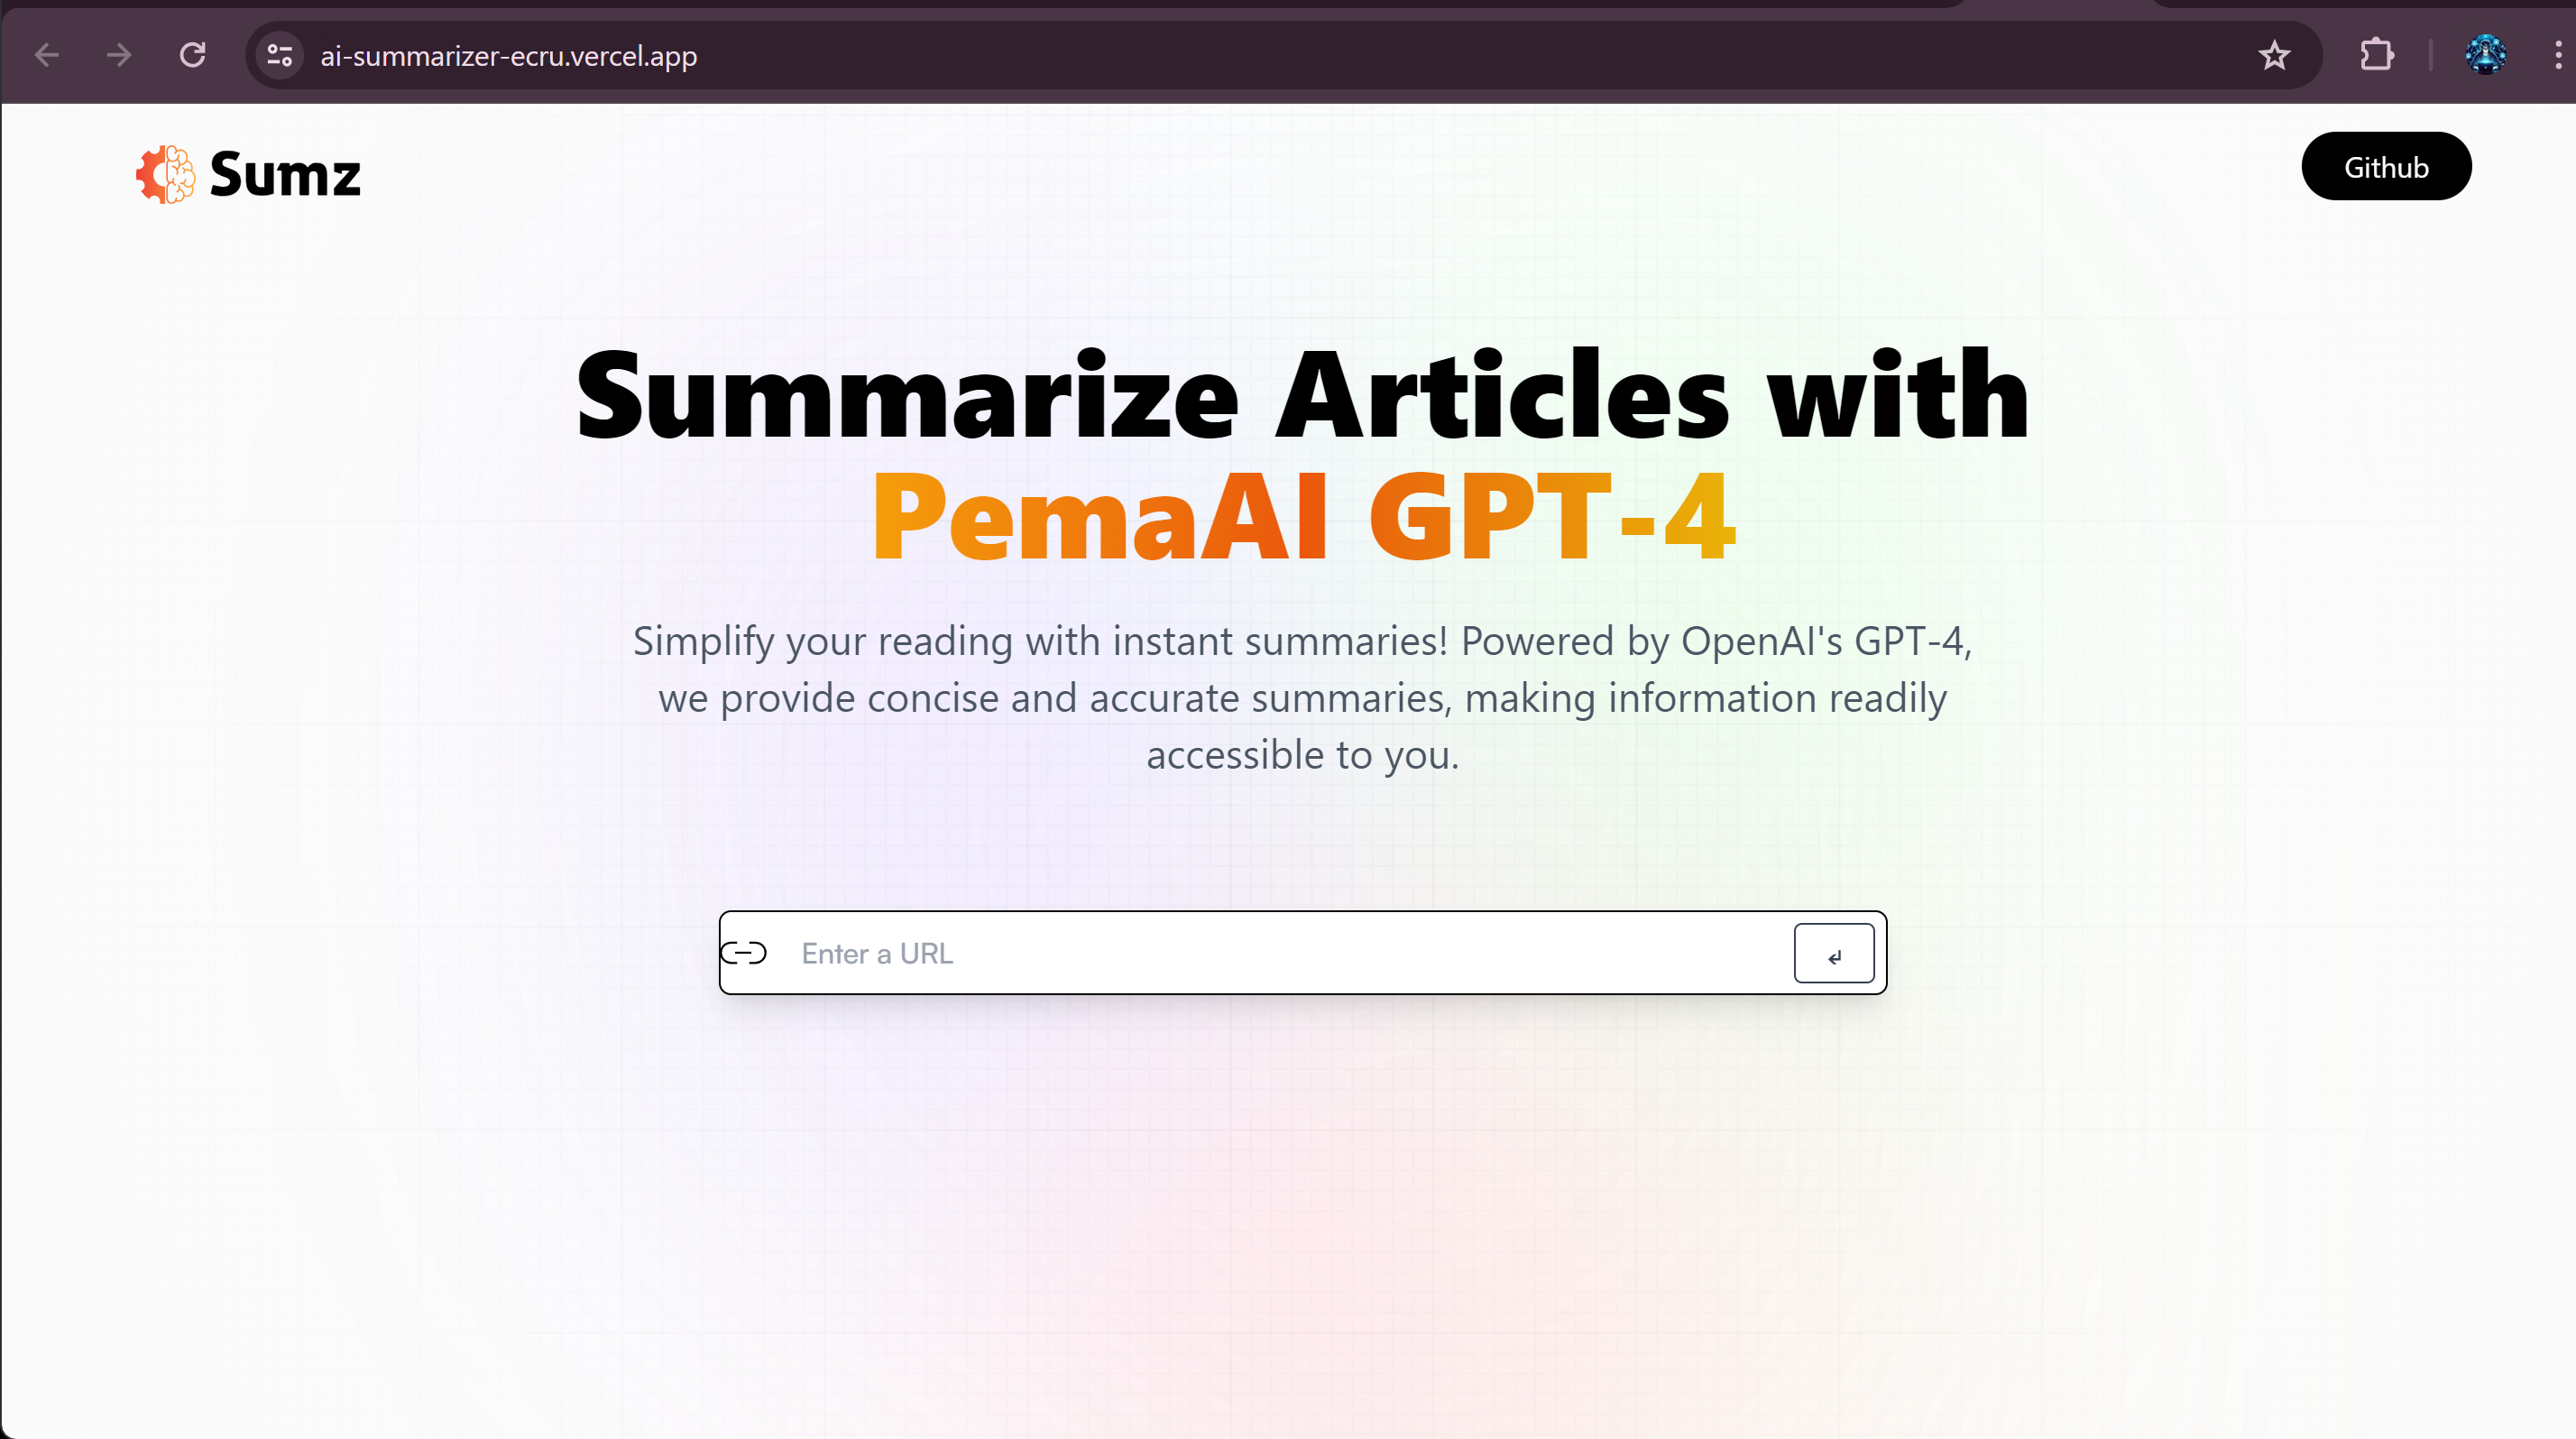 ai-summarizer-ecru.vercel.app
Sumz
Github
Summarize Articles with
PemaAI GPT-4
Simplify your reading with instant summaries! Powered by OpenAI's GPT-4,
we provide concise and accurate summaries, making information readily
accessible to you.
Enter a URL
↵